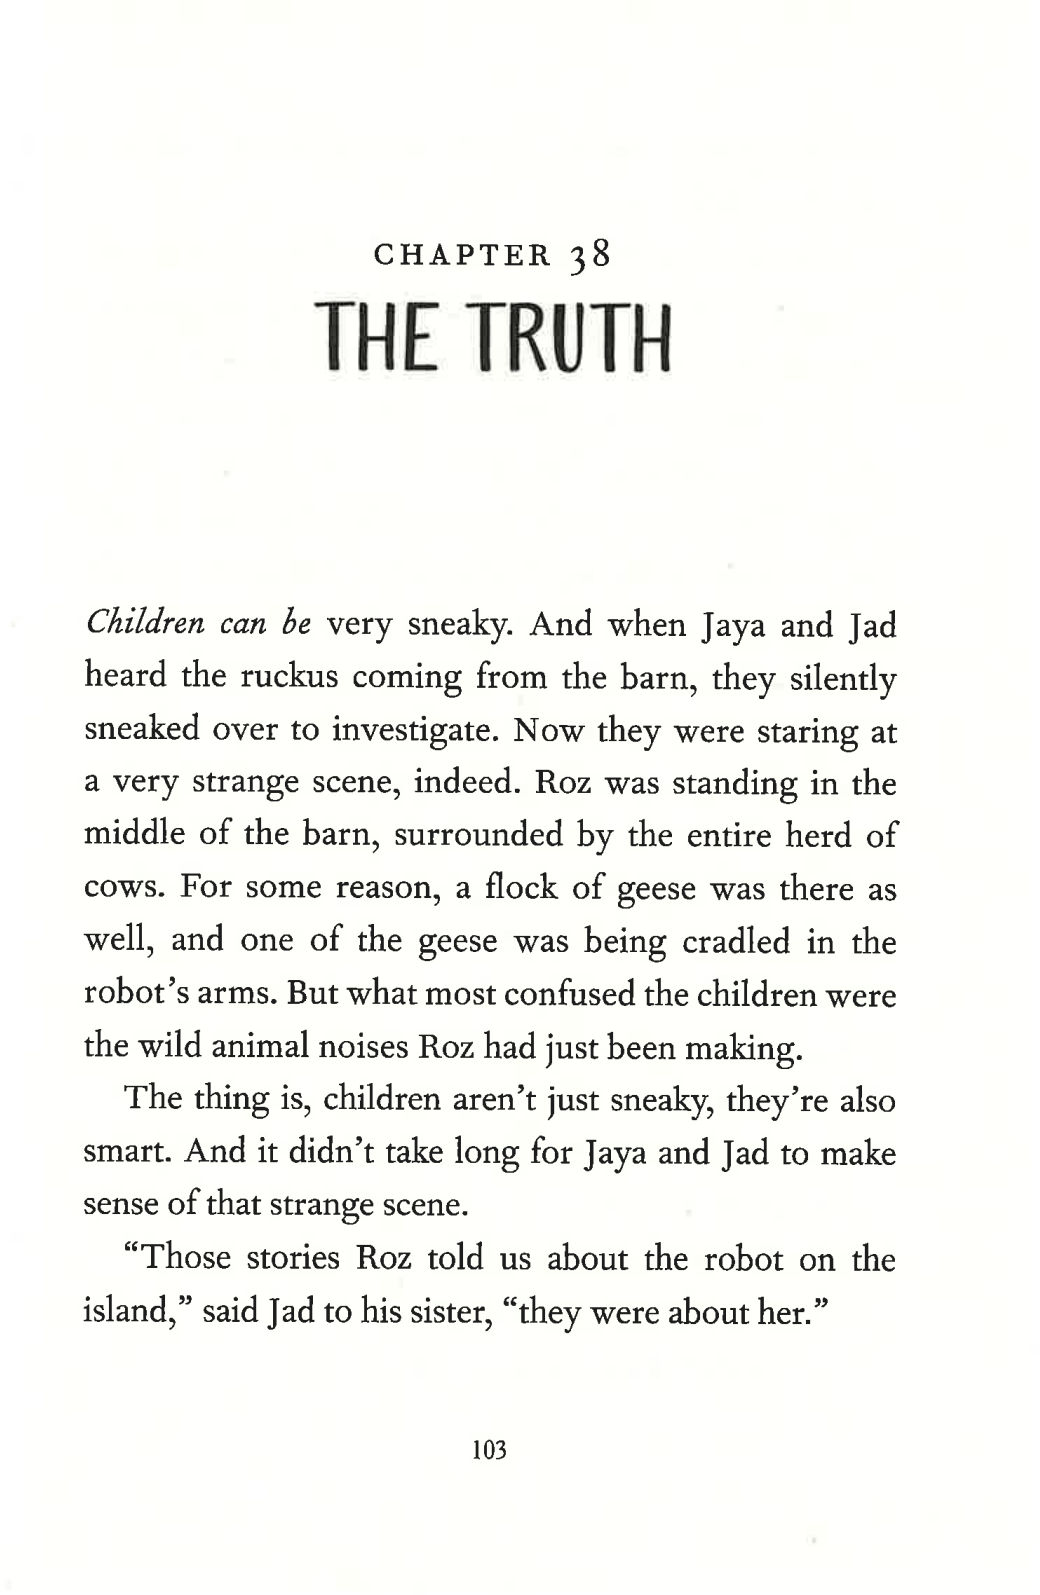 CHAPTER 38
THE TRUTH
Children can be very sneaky. And when Jaya and Jad
heard the ruckus coming from the barn, they silently
sneaked over to investigate. Now they were staring at
a very strange scene, indeed. Roz was standing in the
middle of the barn, surrounded by the entire herd of
cows. For some reason, a flock of geese was there as
well, and one of the geese was being cradled in the
robot’s arms. But what most confused the children were
the wild animal noises Roz had just been making.
The thing is, children aren’t just sneaky, they’re also
smart. And it didn’t take long for Jaya and Jad to make
sense of that strange scene.
“Those stories Roz told us about the robot on the
island,” said Jad to his sister, “they were about her.”
103